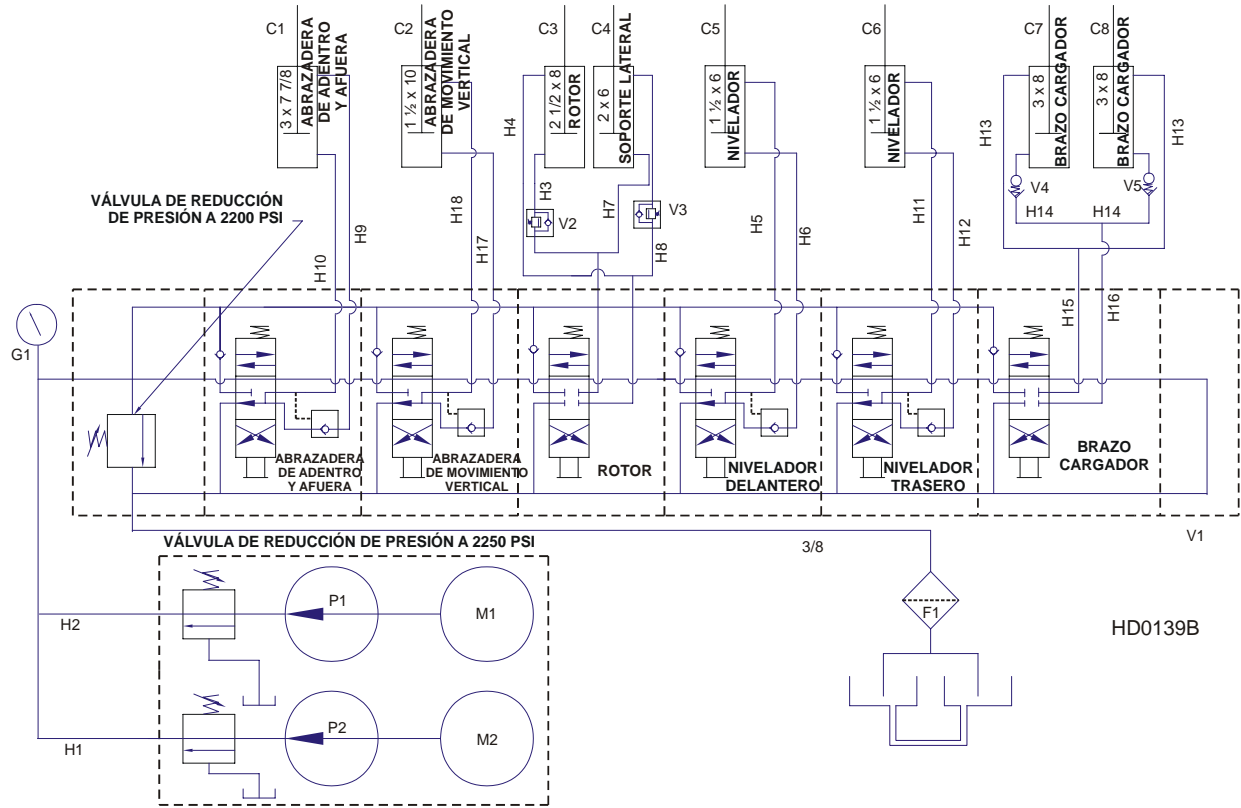 C1
3 x 7 7/8
ABRAZADERA
DE ADENTRO
Y AFUERA
C2
1 ½ x 10
ABRAZADERA
DE MOVIMIENTO
VERTICAL
C3
2 1/2 x 8
ROTOR
C4
2 x 6
SOPORTE LATERAL
C5
1 ½ x 6
NIVELADOR
C6
1 ½ x 6
NIVELADOR
C7
3 x 8
BRAZO CARGADOR
C8
3 x 8
BRAZO CARGADOR
H9
H10
H18
H17
H4
H3
V2
H7
V3
H8
H5
H6
H11
H12
H13
H13
V4
V5
H14
H14
H15
H16
VÁLVULA DE REDUCCIÓN
DE PRESIÓN A 2200 PSI
G1
ABRAZADERA
DE ADENTRO
Y AFUERA
ABRAZADERA
DE MOVIMIENTO
VERTICAL
ROTOR
NIVELADOR
DELANTERO
NIVELADOR
TRASERO
BRAZO
CARGADOR
V1
VÁLVULA DE REDUCCIÓN DE PRESIÓN A 2250 PSI
3/8
P1
M1
H2
F1
HD0139B
P2
M2
H1